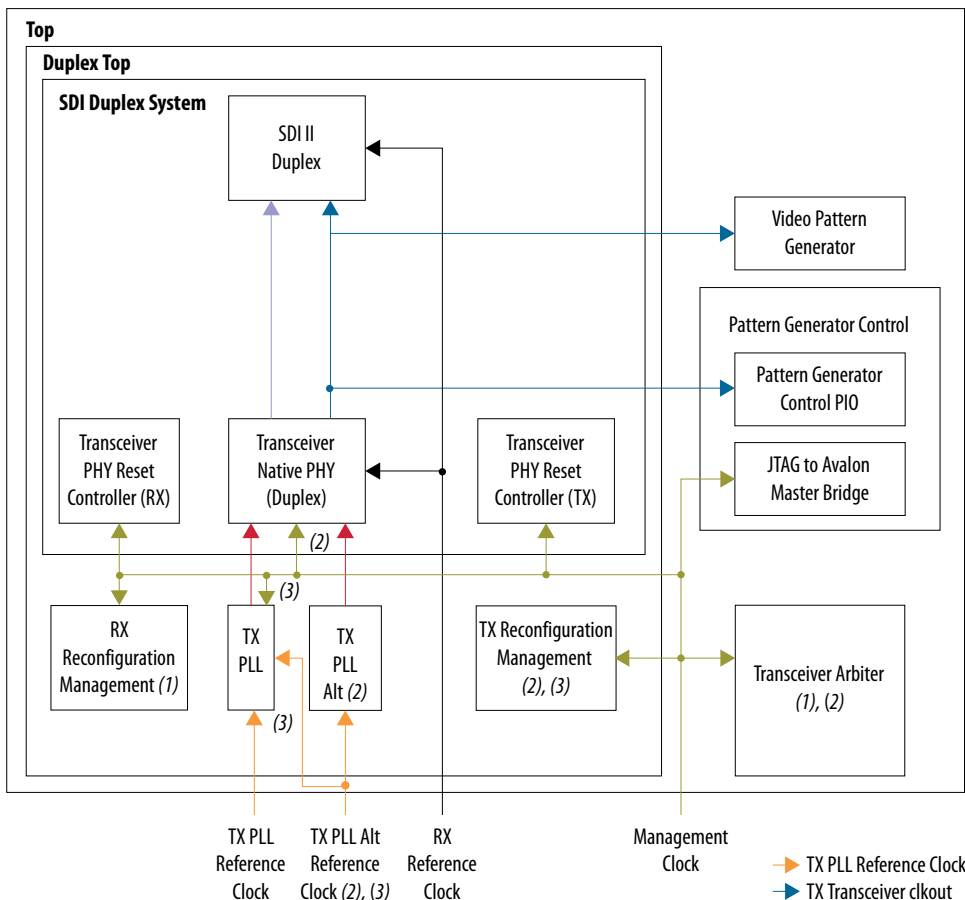 Top
Duplex Top
SDI Duplex System
SDI II
Duplex
Video Pattern
Generator
Pattern Generator Control
Pattern Generator
Control PIO
JTAG to Avalon
Master Bridge
Transceiver
PHY Reset
Controller (RX)
Transceiver
Native PHY
(Duplex)
Transceiver
PHY Reset
Controller (TX)
(2)
(3)
RX
Reconfiguration
Management (1)
TX
PLL
TX
PLL
Alt (2)
(3)
TX Reconfiguration
Management
(2), (3)
Transceiver Arbiter
(1), (2)
TX PLL
Reference
Clock
TX PLL Alt
Reference
Clock (2), (3)
RX
Reference
Clock
Management
Clock
TX PLL Reference Clock
TX Transceiver clkout